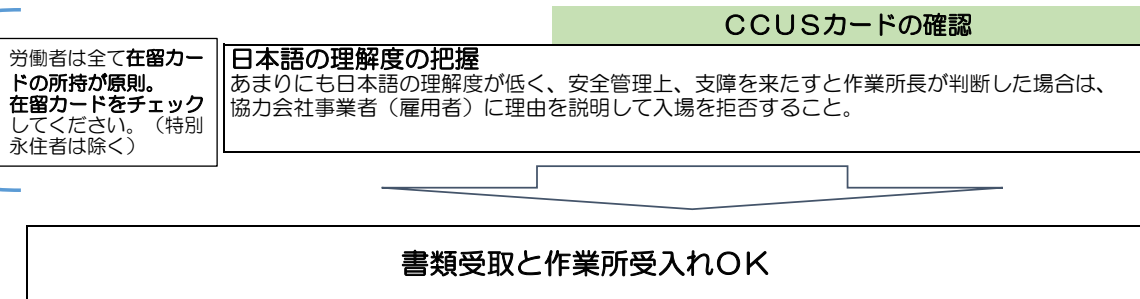 CCUSカードの確認
労働者は全て在留カー
ドの所持が原則。
在留カードをチェック
してください。（特別
永住者は除く）
日本語の理解度の把握
あまりにも日本語の理解度が低く、安全管理上、支障を来たすと作業所長が判断した場合は、
協力会社事業者（雇用者）に理由を説明して入場を拒否すること。
書類受取と作業所受入れOK